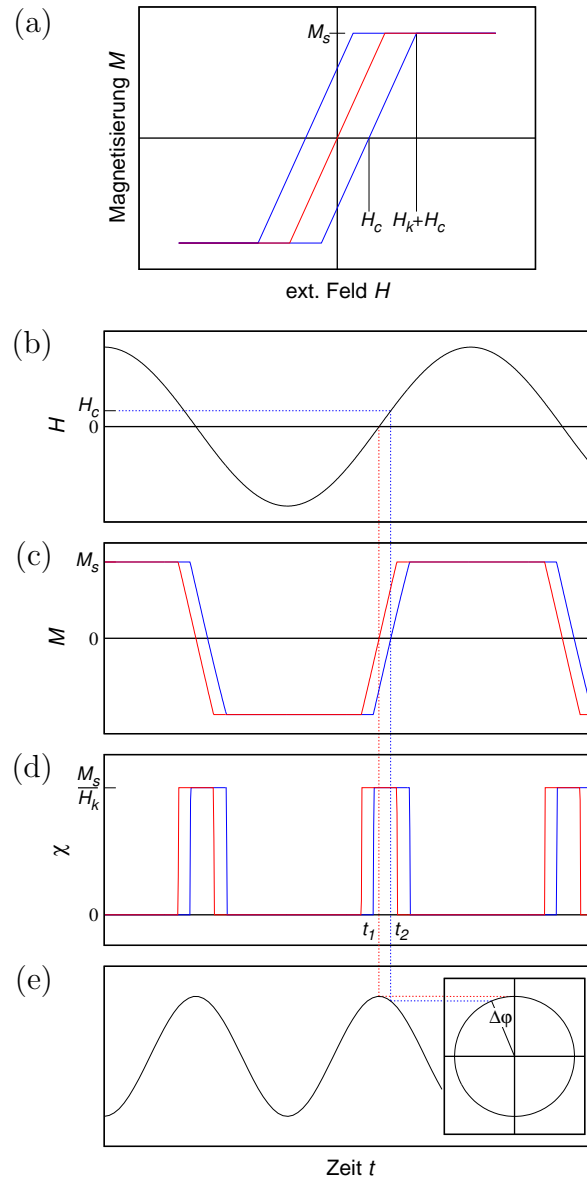 (a)
Magnetisierung M
M_s
H_c H_k+H_c
ext. Feld H
(b)
H
H_c
0
(c)
M
M_s
0
(d)
χ
M_s
H_k
0
t_1 t_2
(e)
Δφ
Zeit t